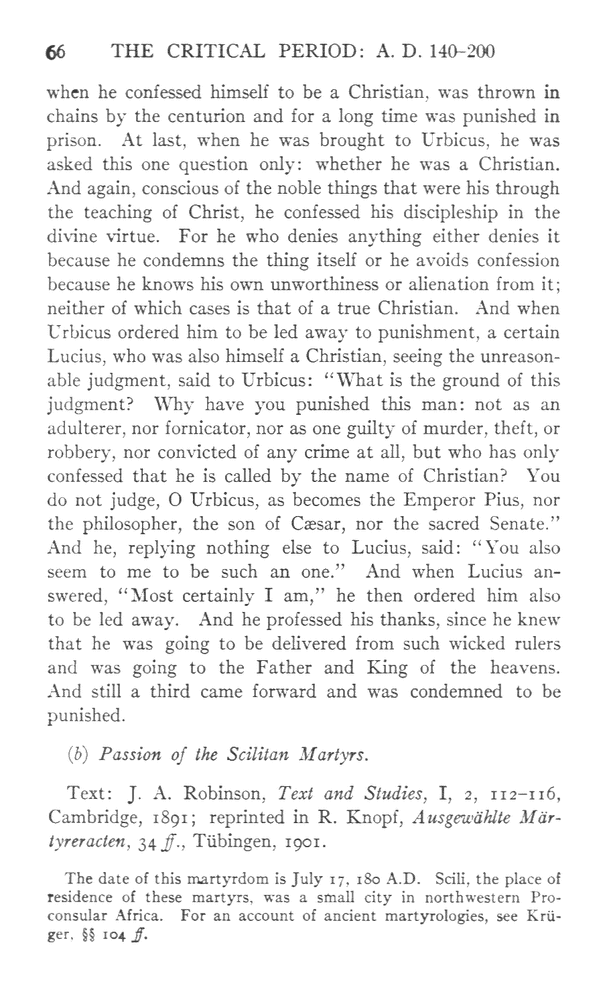 66 THE CRITICAL PERIOD: A. D. 140–200
when he confessed himself to be a Christian, was thrown in
chains by the centurion and for a long time was punished in
prison. At last, when he was brought to Urbicus, he was
asked this one question only: whether he was a Christian.
And again, conscious of the noble things that were his through
the teaching of Christ, he confessed his discipleship in the
divine virtue. For he who denies anything either denies it
because he condemns the thing itself or he avoids confession
because he knows his own unworthiness or alienation from it;
neither of which cases is that of a true Christian. And when
Urbicus ordered him to be led away to punishment, a certain
Lucius, who was also himself a Christian, seeing the unreason-
able judgment, said to Urbicus: “What is the ground of this
judgment? Why have you punished this man: not as an
adulterer, nor fornicator, nor as one guilty of murder, theft, or
robbery, nor convicted of any crime at all, but who has only
confessed that he is called by the name of Christian? You
do not judge, O Urbicus, as becomes the Emperor Pius, nor
the philosopher, the son of Cæsar, nor the sacred Senate.”
And he, replying nothing else to Lucius, said: “You also
seem to me to be such an one.” And when Lucius an-
swered, “Most certainly I am,” he then ordered him also
to be led away. And he professed his thanks, since he knew
that he was going to be delivered from such wicked rulers
and was going to the Father and King of the heavens.
And still a third came forward and was condemned to be
punished.
(b) Passion of the Scilitan Martyrs.
Text: J. A. Robinson, Text and Studies, I, 2, 112–116,
Cambridge, 1891; reprinted in R. Knopf, Ausgewählte Mär-
tyreracten, 34 ff., Tübingen, 1901.
The date of this martyrdom is July 17, 180 A.D. Scili, the place of
residence of these martyrs, was a small city in northwestern Pro-
consular Africa. For an account of ancient martyrologies, see Krü-
ger, §§ 104 ff.